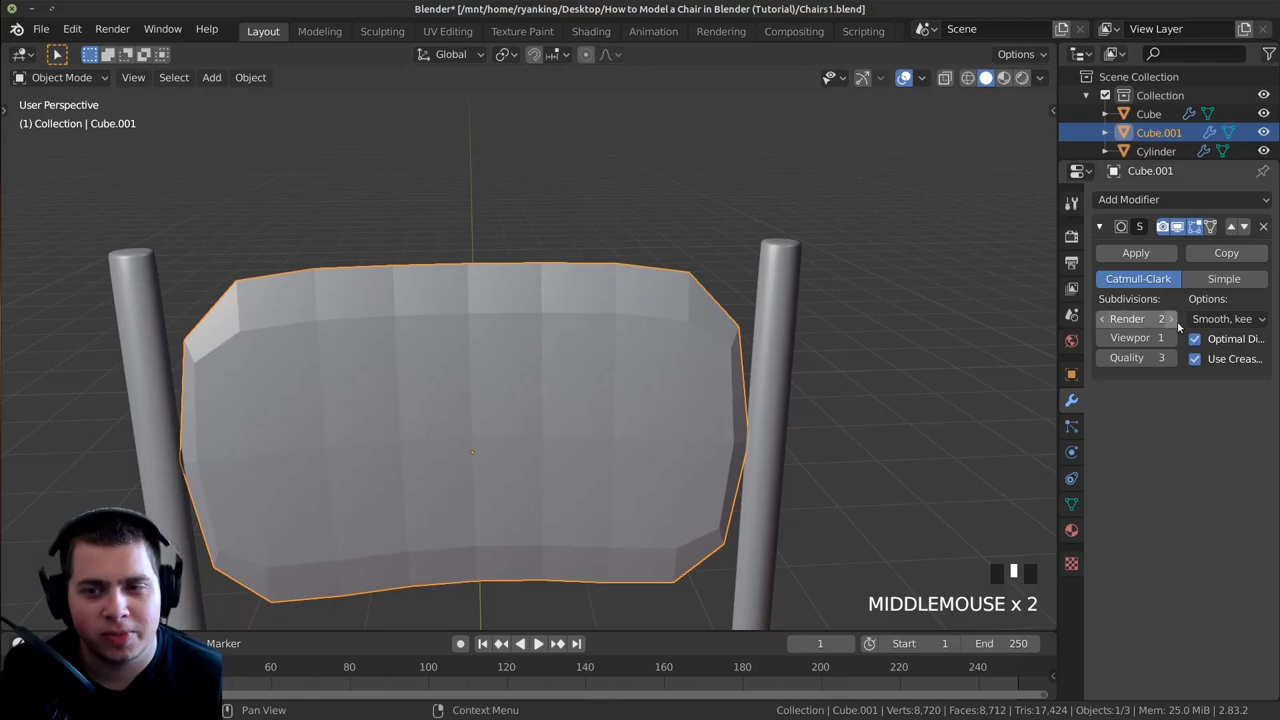 Blender* [/mnt/home/ryanking/Desktop/How to Model a Chair in Blender (Tutorial)/Chairs1.blend]
File Edit Render Window Help Layout Modeling Sculpting UV Editing Texture Paint Shading Animation Rendering Compositing Scripting Scene View Layer
Global Options
Object Mode View Select Add Object
User Perspective
(1) Collection | Cube.001
Scene Collection
Collection
Cube
Cube.001
Cylinder
Cube.001
Add Modifier
S
Apply Copy
Catmull-Clark Simple
Subdivisions: Options:
Render 2 Smooth, kee
Viewpor 1 Optimal Di...
Quality 3 Use Creas...
MIDDLEMOUSE x 2
Marker 1 Start 1 End 250
60 80 100 120 140 160 180 200 220 240
Pan View Context Menu Collection | Cube.001 | Verts:8,720 | Faces:8,712 | Tris:17,424 | Objects:1/3 | Mem: 25.0 MiB | 2.83.2